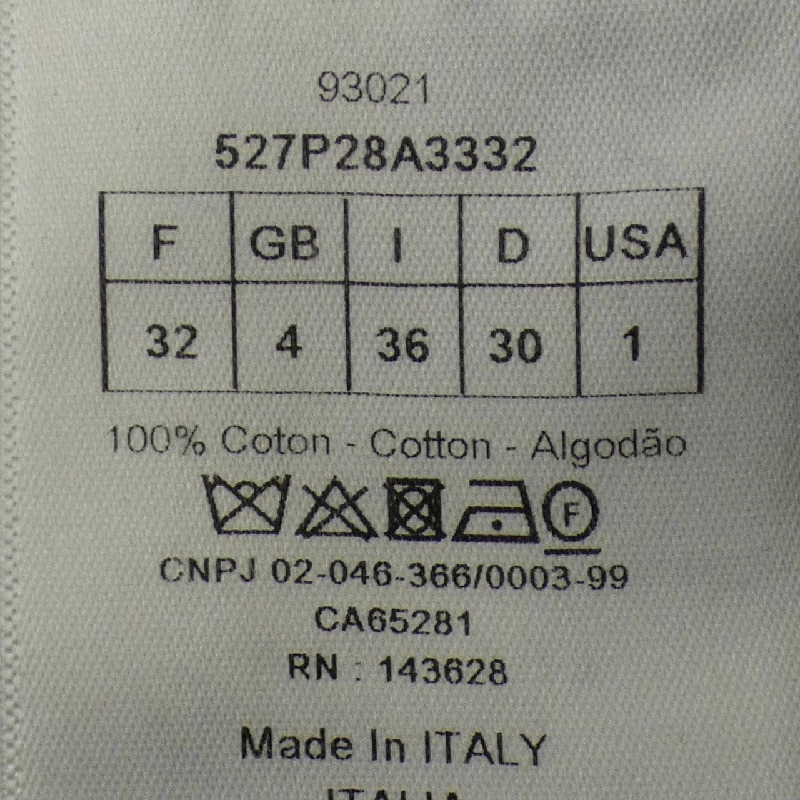 93021
527P28A3332
F GB I D USA
32 4 36 30 1
100% Coton - Cotton - Algodão
F
CNPJ 02-046-366/0003-99
CA65281
RN : 143628
Made In ITALY
ITALIA